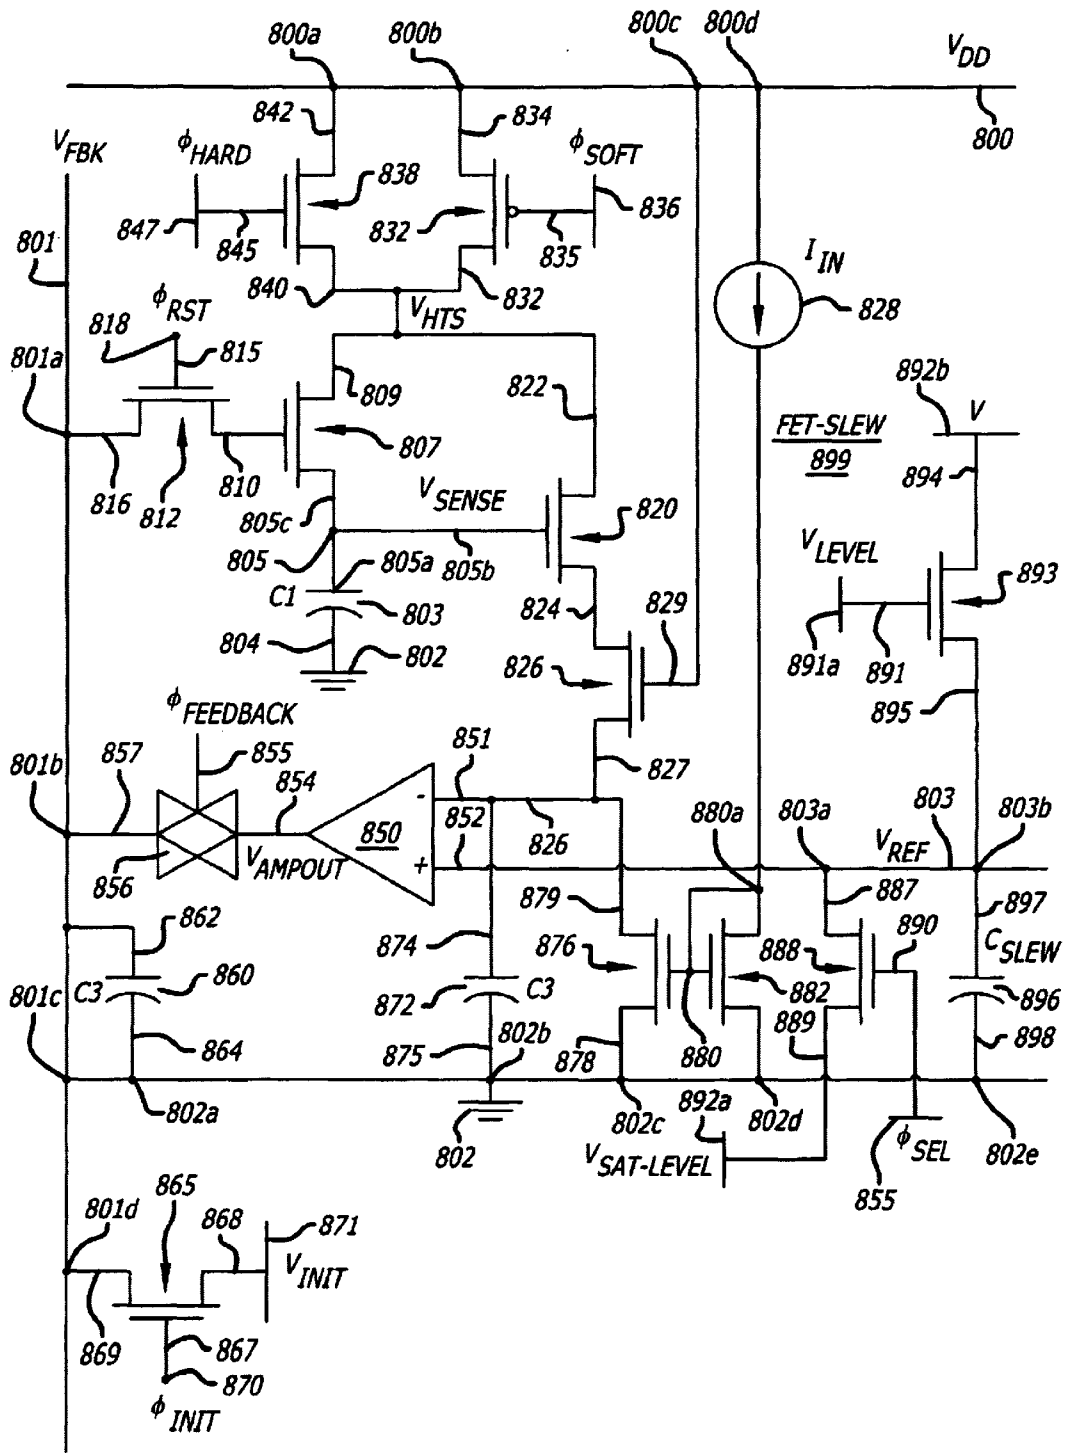 800a 800b 800c 800d
V_DD
842 834 800
V_FBK ϕ_HARD ϕ_SOFT
838 836
847 845 832 835
801 I_IN
840 832
ϕ_RST V_HTS 828
818 815
801a 809 822 892b V
FET-SLEW
899
807 894
816 812 810
805c V_SENSE 820 V_LEVEL
805 805a 805b 893
C1 803 824 829
804 802 826 891a 891
895
ϕ_FEEDBACK
801b 857 855 854 851 827
850 - 852 826 880a 803a 803 803b
V_REF
856 V_AMPOUT + 879 887
862 874 876 888 890 897
C_SLEW
801c C3 860 872 C3 882 896
889
864 875 802b 878 880 898
802a 802 802c 892a 802d ϕ_SEL 802e
V_SAT-LEVEL
855
865
801d 868 871
V_INIT
869 867
870
ϕ_INIT